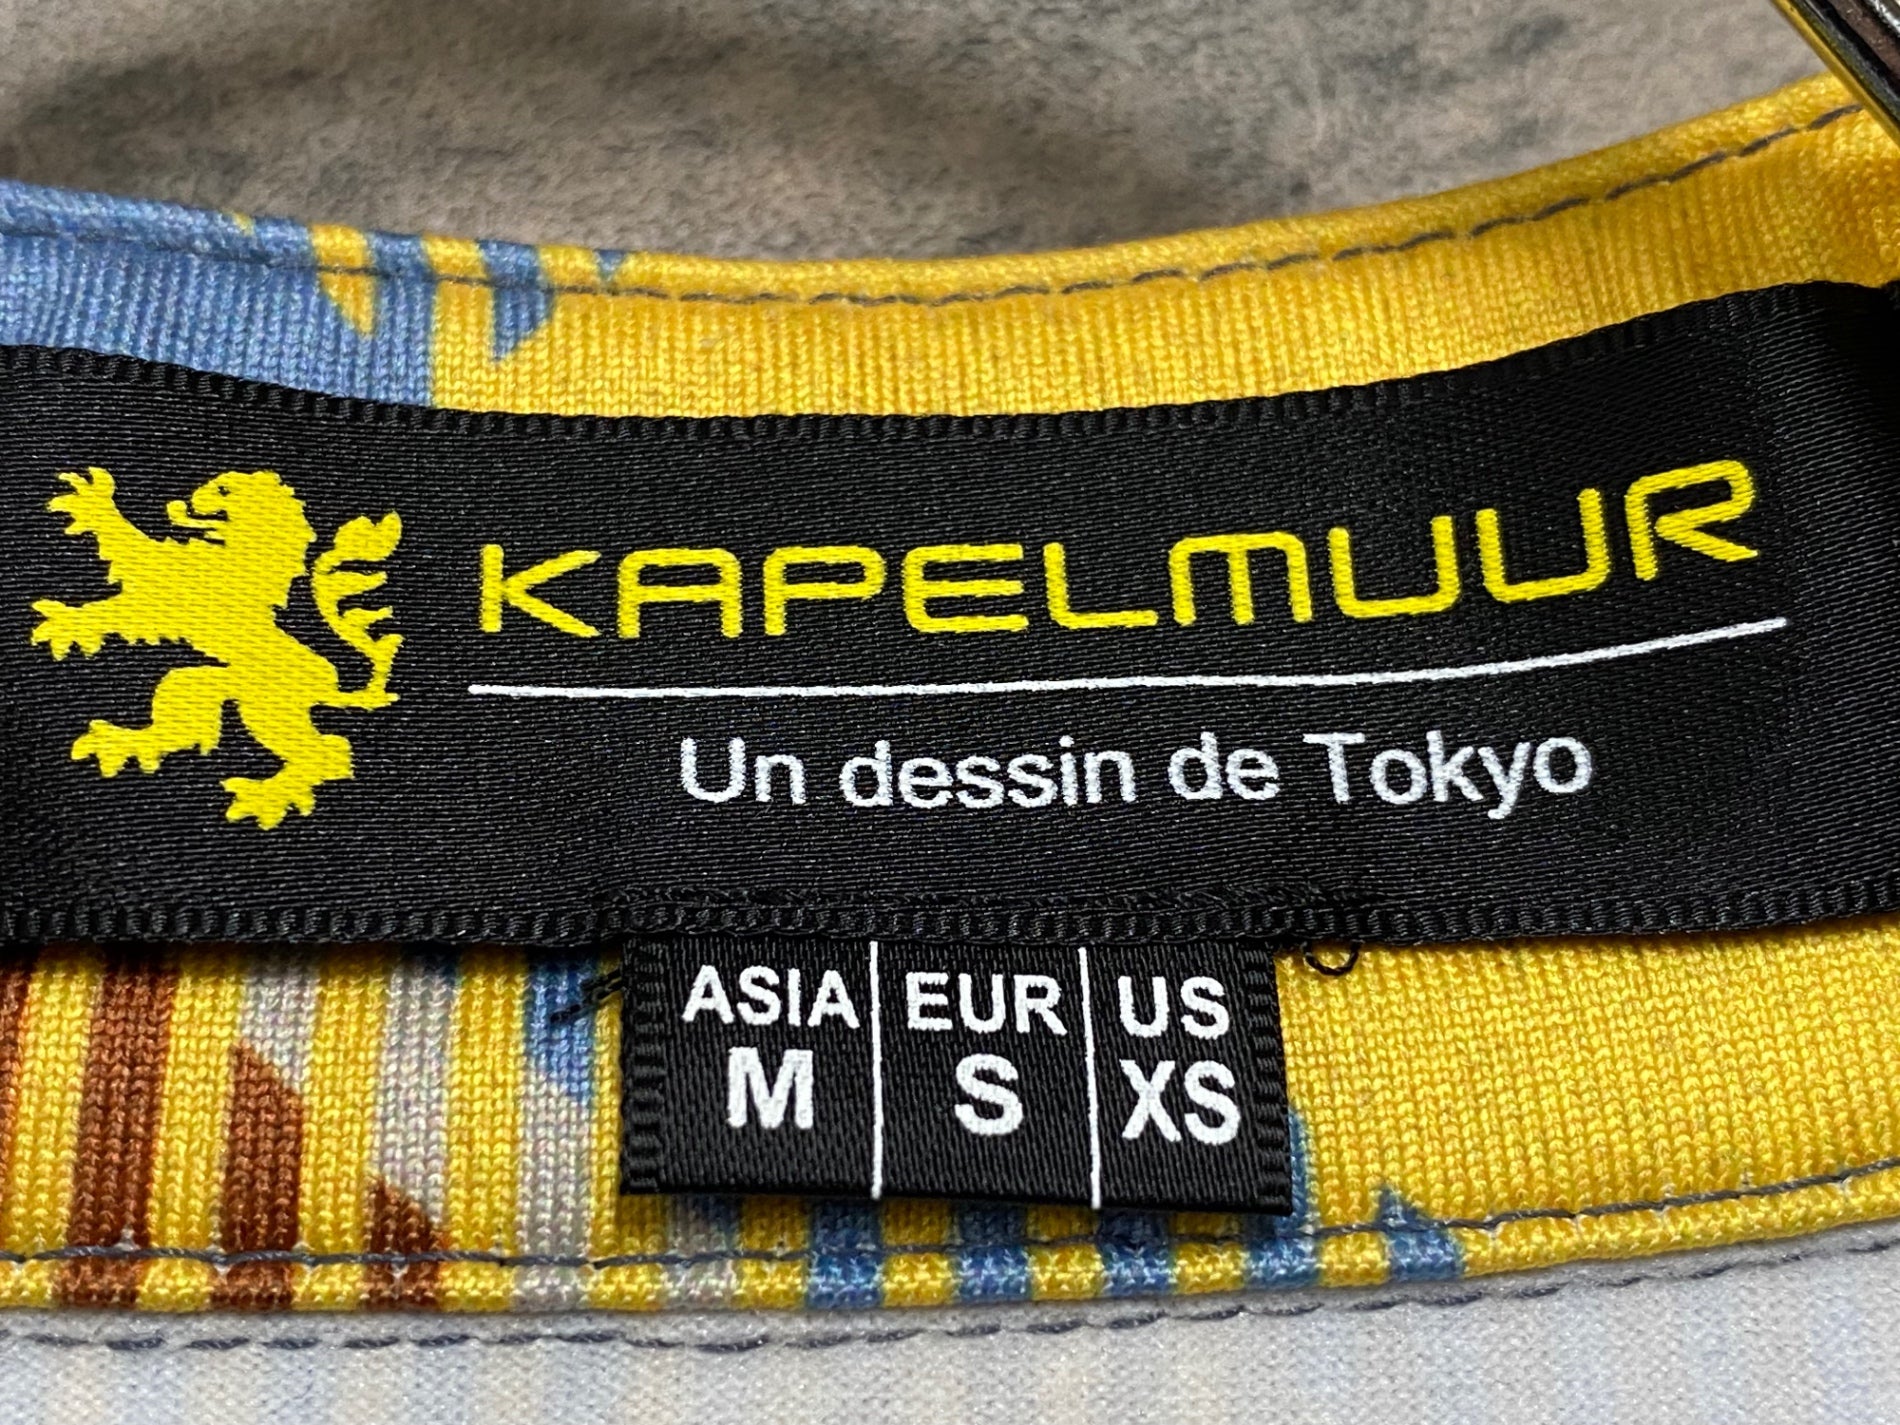 KAPELMUUR
Un dessin de Tokyo
ASIA EUR US
M S XS